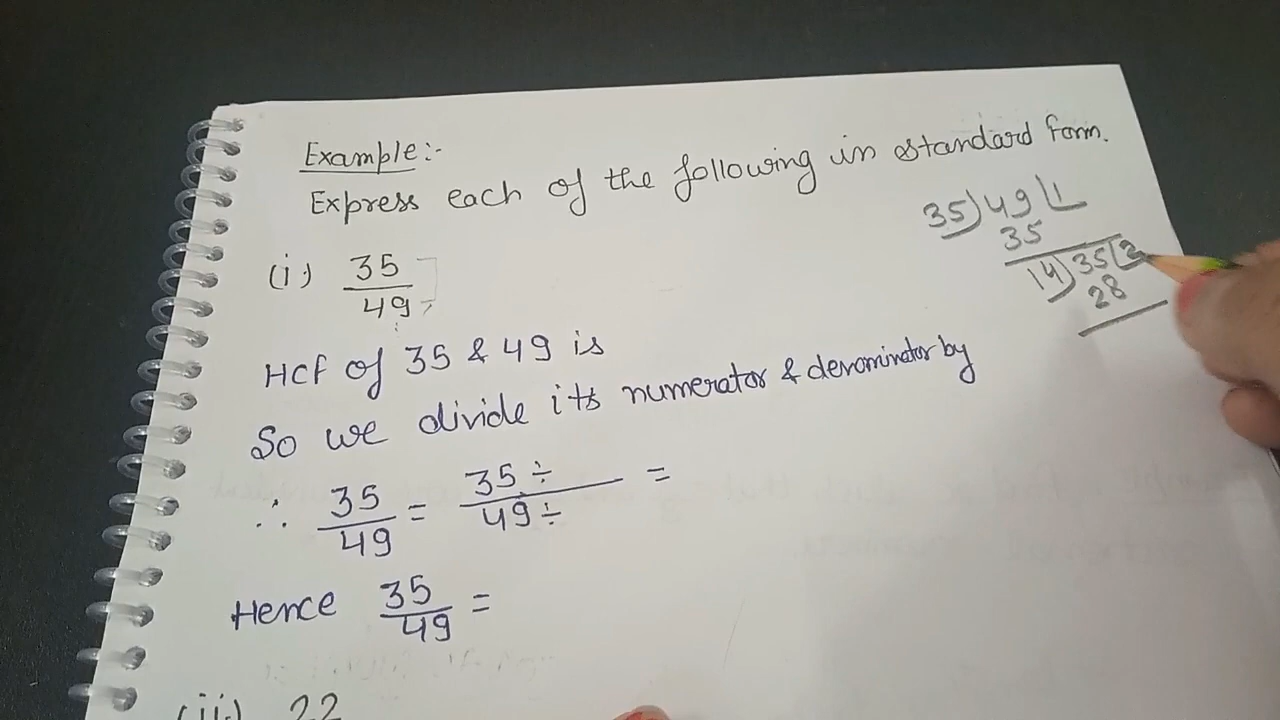 Example:-
Express each of the following in standard form.
(i.) 35/49
35) 49 (1
35
14) 35 (2
28
HCF of 35 & 49 is
So we divide its numerator & denominator by
∴ 35/49 = 35÷/49÷ =
Hence 35/49 =
(ii.) 22